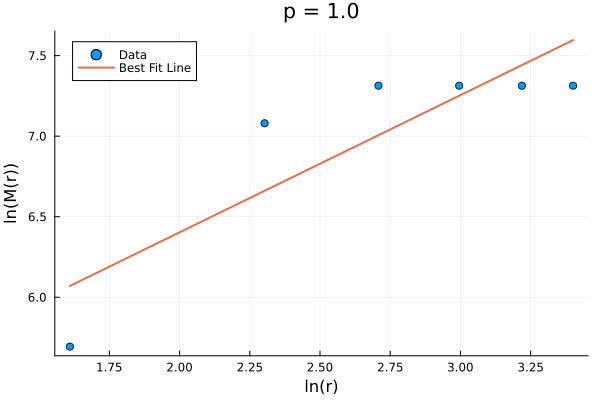 p = 1.0
Data
Best Fit Line
ln(M(r))
7.5
7.0
6.5
6.0
1.75 2.00 2.25 2.50 2.75 3.00 3.25
ln(r)